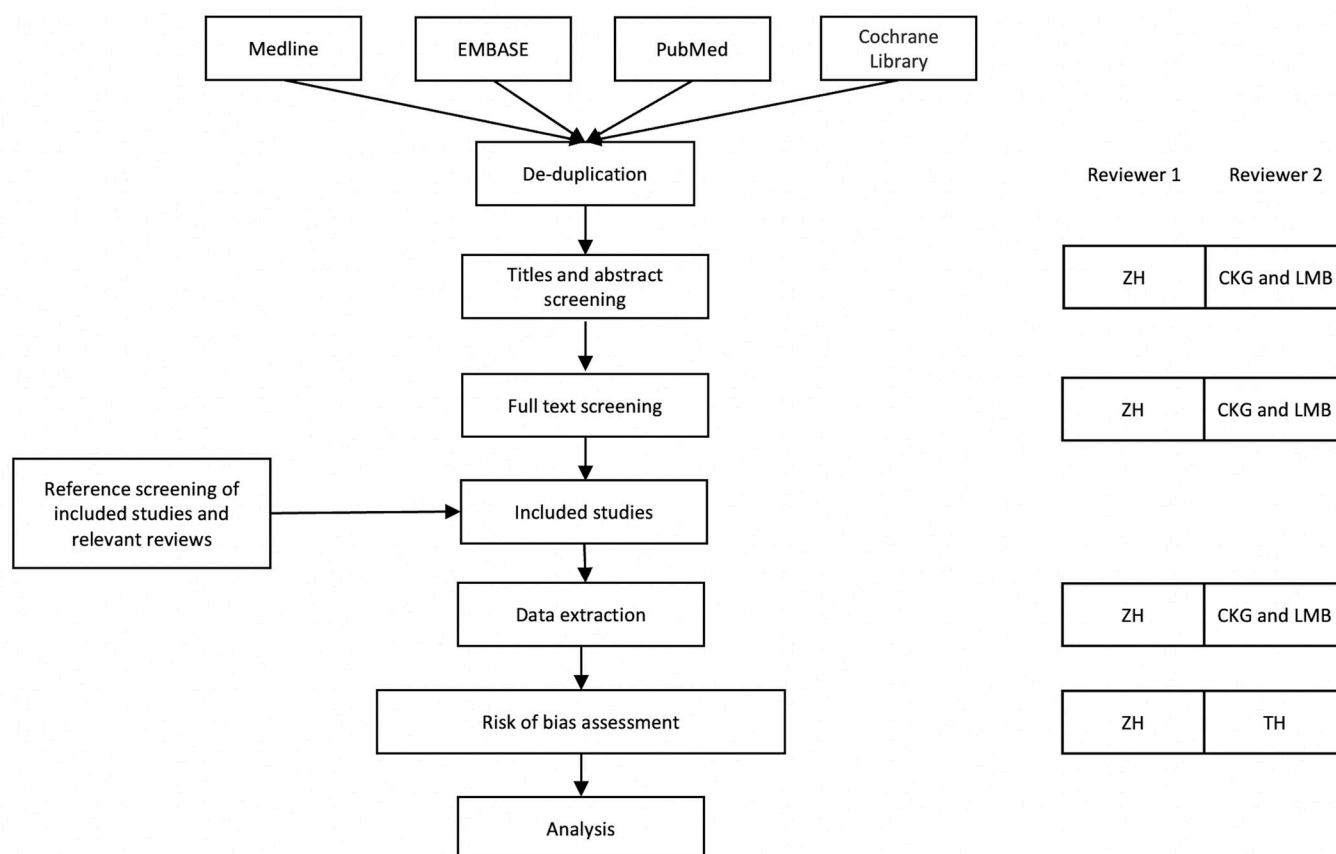 Medline
EMBASE
PubMed
Cochrane
Library
De-duplication
Reviewer 1
Reviewer 2
Titles and abstract
screening
ZH
CKG and LMB
Full text screening
ZH
CKG and LMB
Reference screening of
included studies and
relevant reviews
Included studies
Data extraction
ZH
CKG and LMB
Risk of bias assessment
ZH
TH
Analysis